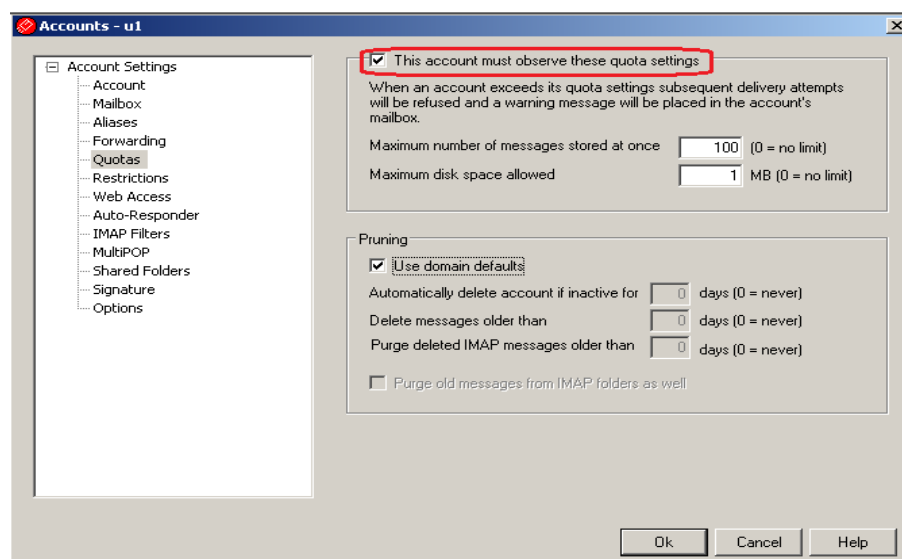 Accounts - u1
Account Settings
Account
Mailbox
Aliases
Forwarding
Quotas
Restrictions
Web Access
Auto-Responder
IMAP Filters
MultiPOP
Shared Folders
Signature
Options
This account must observe these quota settings
When an account exceeds its quota settings subsequent delivery attempts
will be refused and a warning message will be placed in the account's
mailbox.
Maximum number of messages stored at once 100 (0 = no limit)
Maximum disk space allowed 1 MB (0 = no limit)
Pruning
Use domain defaults
Automatically delete account if inactive for 0 days (0 = never)
Delete messages older than 0 days (0 = never)
Purge deleted IMAP messages older than 0 days (0 = never)
Purge old messages from IMAP folders as well
Ok Cancel Help